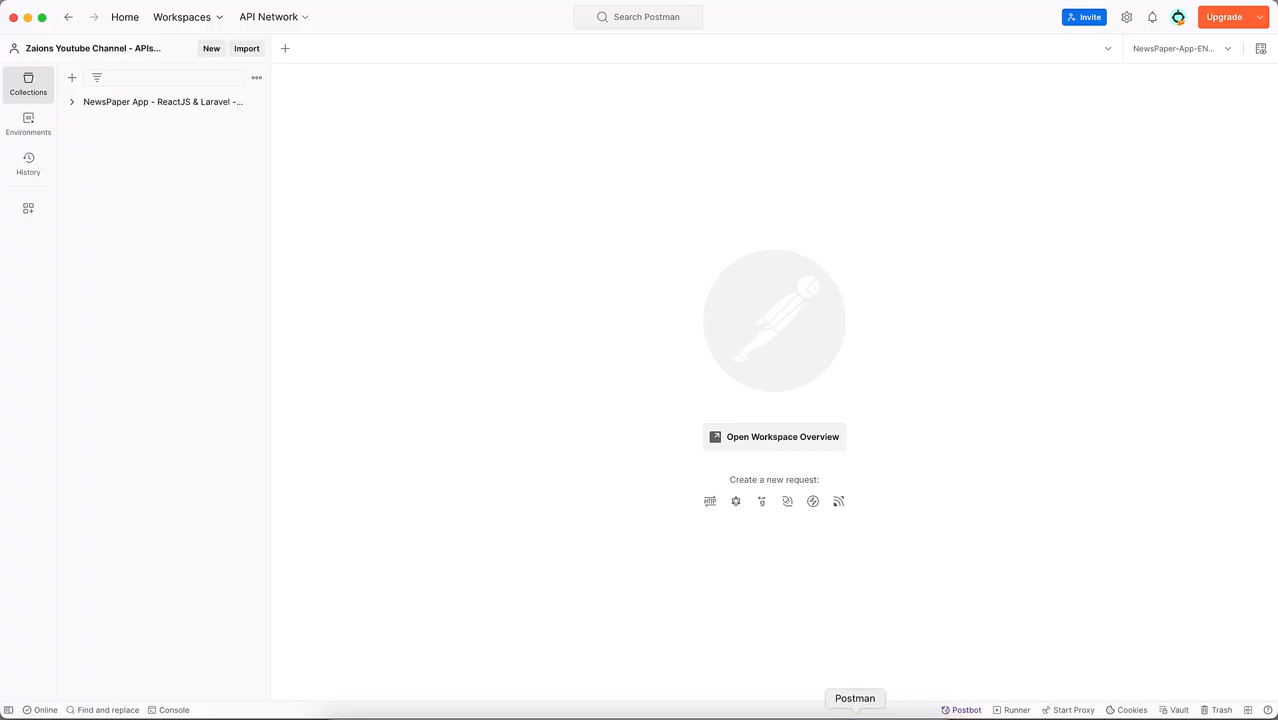 Home
Workspaces
API Network
Search Postman
Invite
Upgrade
Zaions Youtube Channel - APIs...
New
Import
NewsPaper-App-EN...
Collections
NewsPaper App - ReactJS & Laravel -...
Environments
History
Open Workspace Overview
Create a new request:
HTTP
g
Postman
Online
Find and replace
Console
Postbot
Runner
Start Proxy
Cookies
Vault
Trash